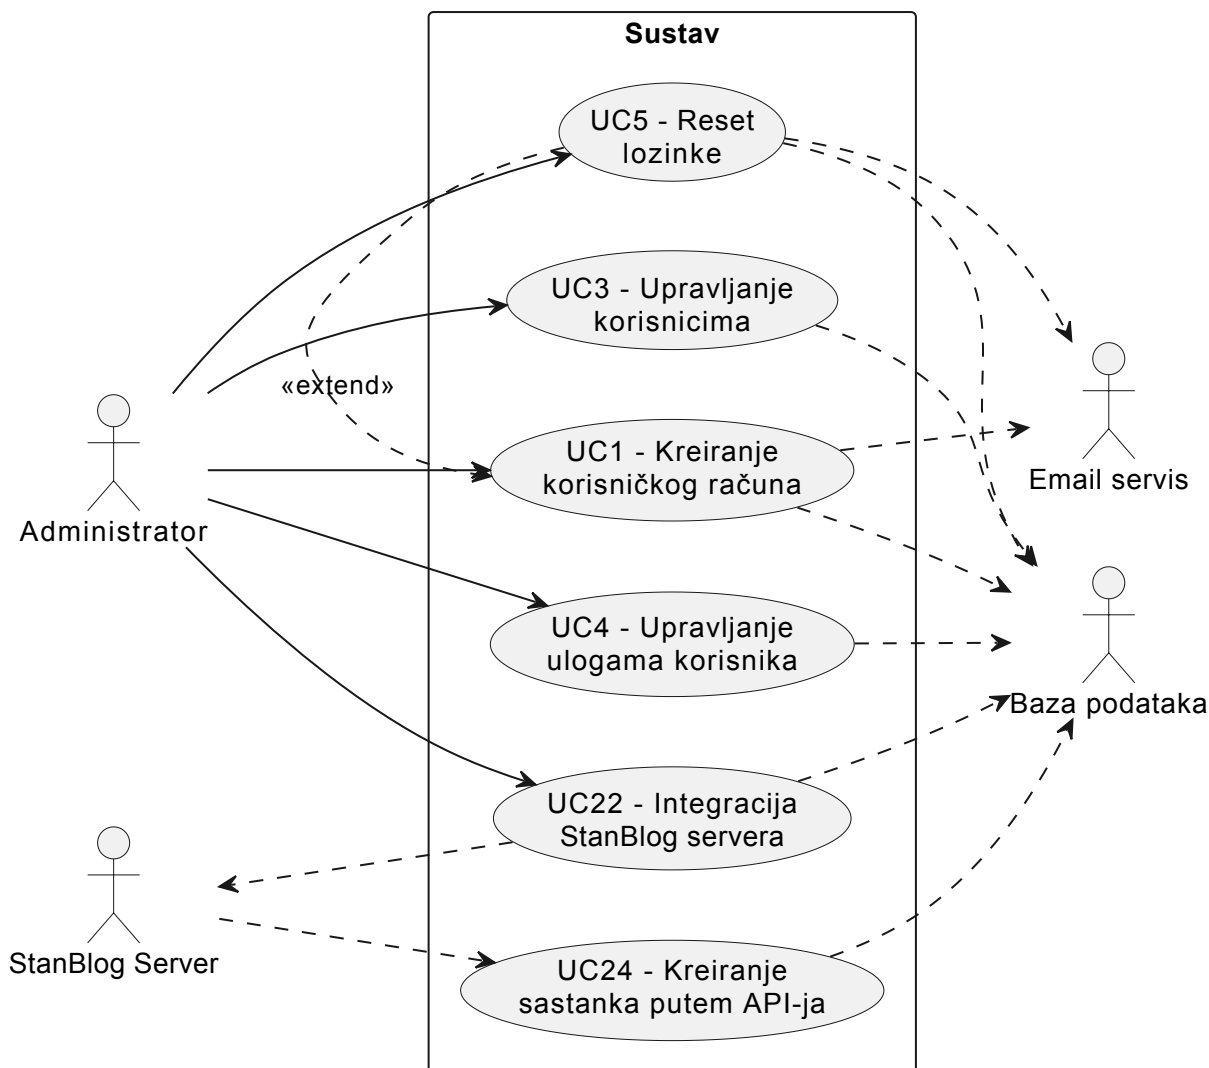 Sustav
UC5 - Reset
lozinke
UC3 - Upravljanje
korisnicima
«extend»
UC1 - Kreiranje
korisničkog računa
Email servis
Administrator
UC4 - Upravljanje
ulogama korisnika
Baza podataka
UC22 - Integracija
StanBlog servera
StanBlog Server
UC24 - Kreiranje
sastanka putem API-ja